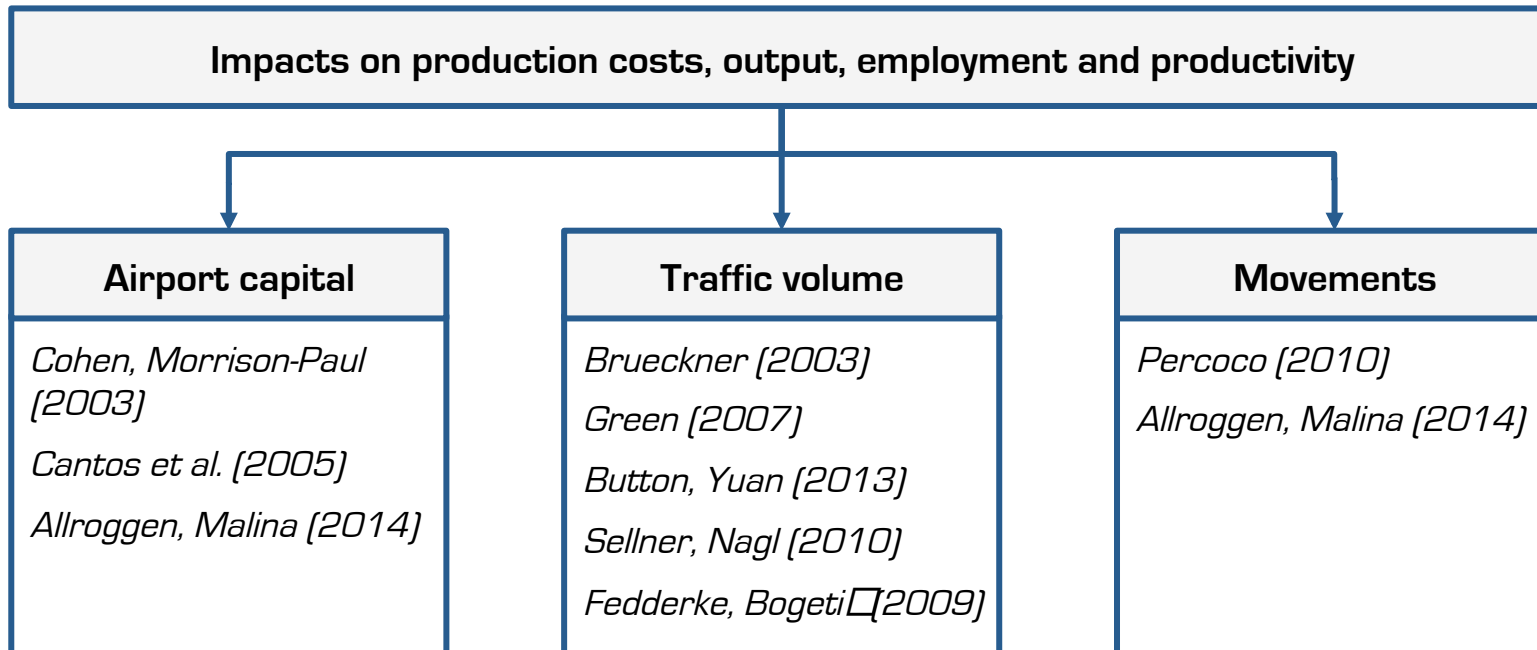 Impacts on production costs, output, employment and productivity
Airport capital
Cohen, Morrison-Paul
(2003)
Cantos et al. (2005)
Allroggen, Malina (2014)
Traffic volume
Brueckner (2003)
Green (2007)
Button, Yuan (2013)
Sellner, Nagl (2010)
Fedderke, Bogeti□(2009)
Movements
Percoco (2010)
Allroggen, Malina (2014)